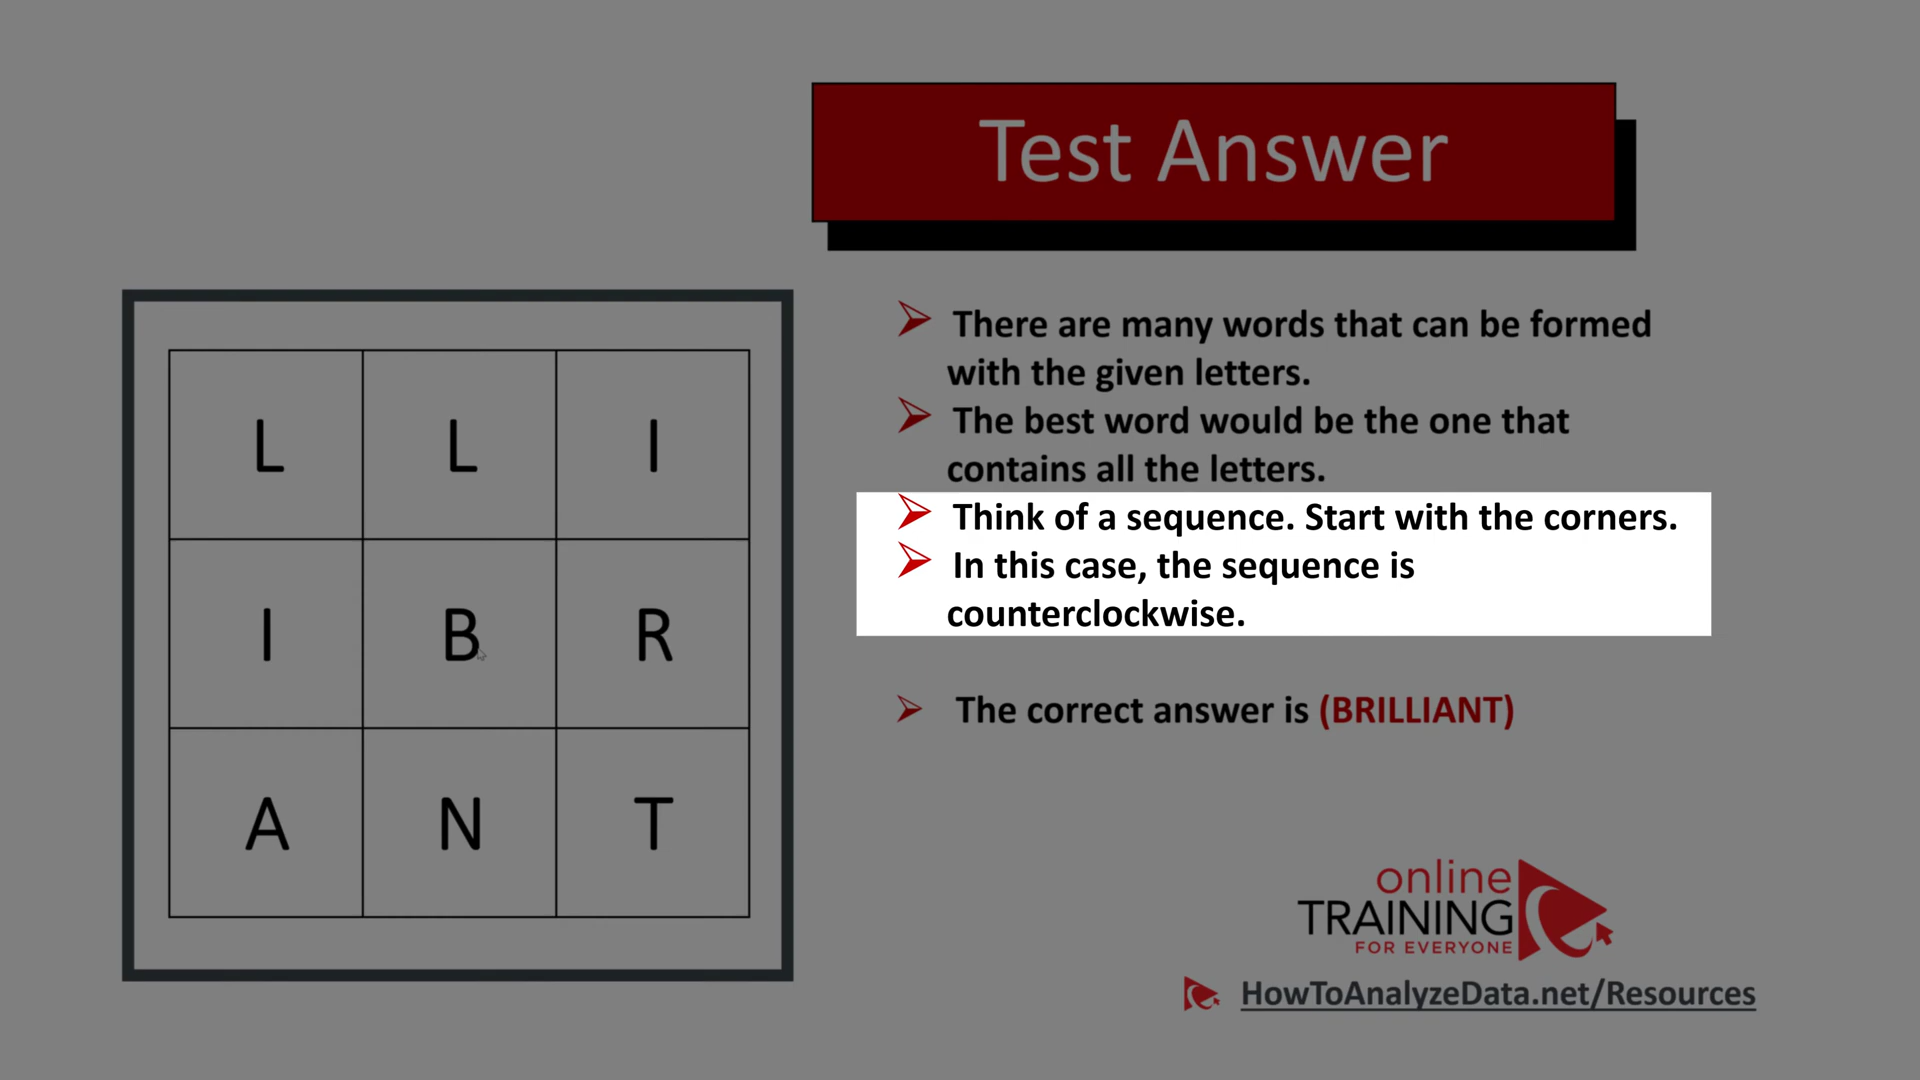 Test Answer
L L I
I B R
A N T
There are many words that can be formed
with the given letters.
The best word would be the one that
contains all the letters.
Think of a sequence. Start with the corners.
In this case, the sequence is
counterclockwise.
The correct answer is (BRILLIANT)
online
TRAINING
FOR EVERYONE
HowToAnalyzeData.net/Resources